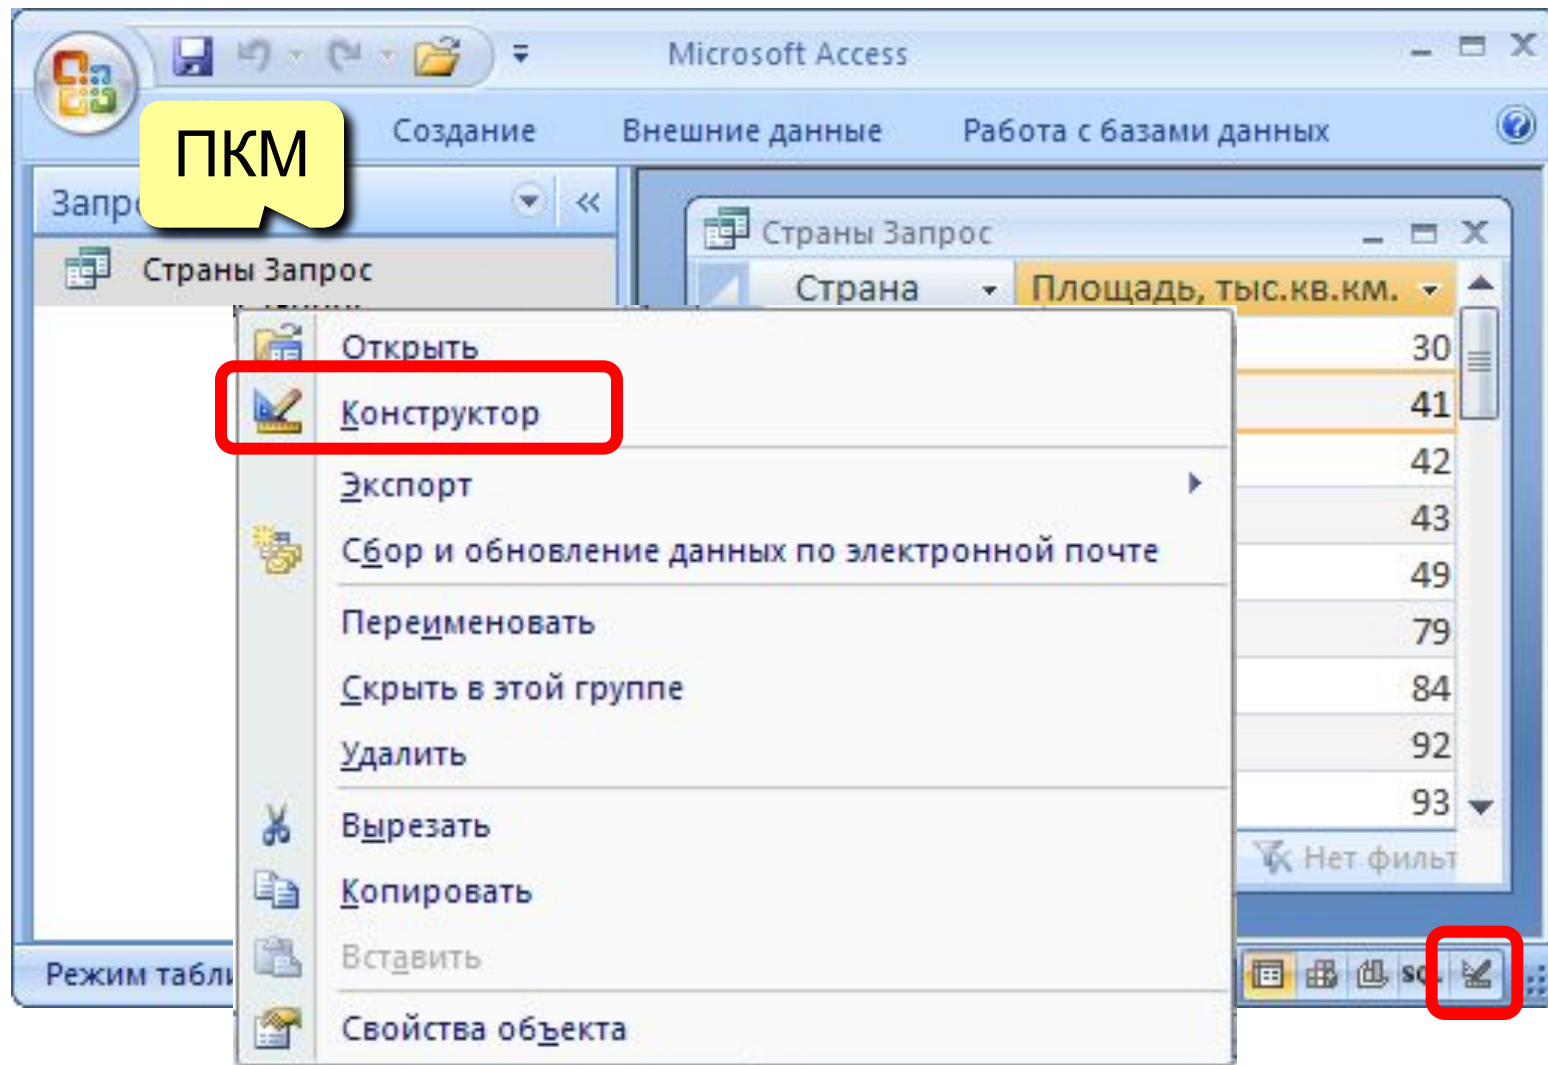 Microsoft Access
ПКМ
Создание Внешние данные Работа с базами данных
Страны Запрос
Страны Запрос
Страна Площадь, тыс.кв.км.
Открыть
30
Конструктор
41
42
Экспорт
43
Сбор и обновление данных по электронной почте
49
Переименовать
79
Скрыть в этой группе
84
Удалить
92
Вырезать
93
Нет фильт
Копировать
Вставить
Режим табли
Свойства объекта